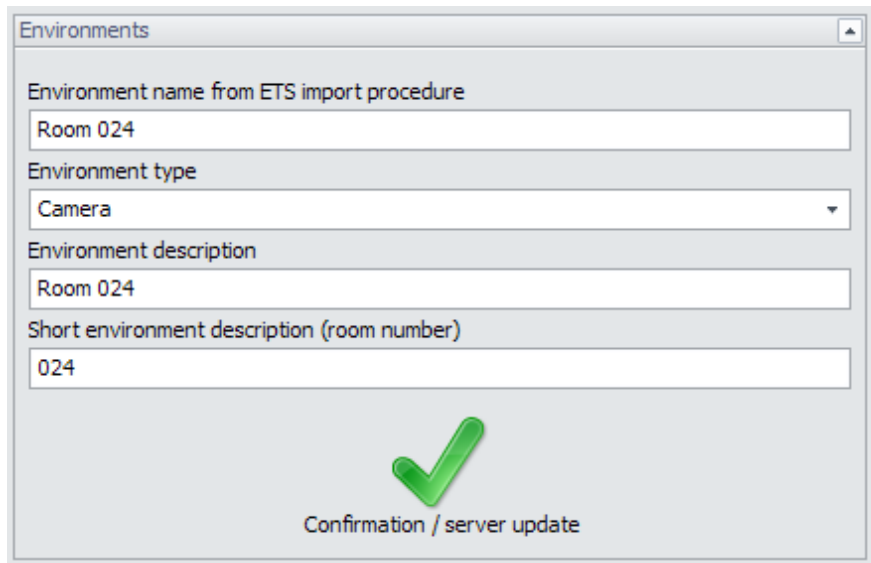 Environments
Environment name from ETS import procedure
Room 024
Environment type
Camera
Environment description
Room 024
Short environment description (room number)
024
Confirmation / server update